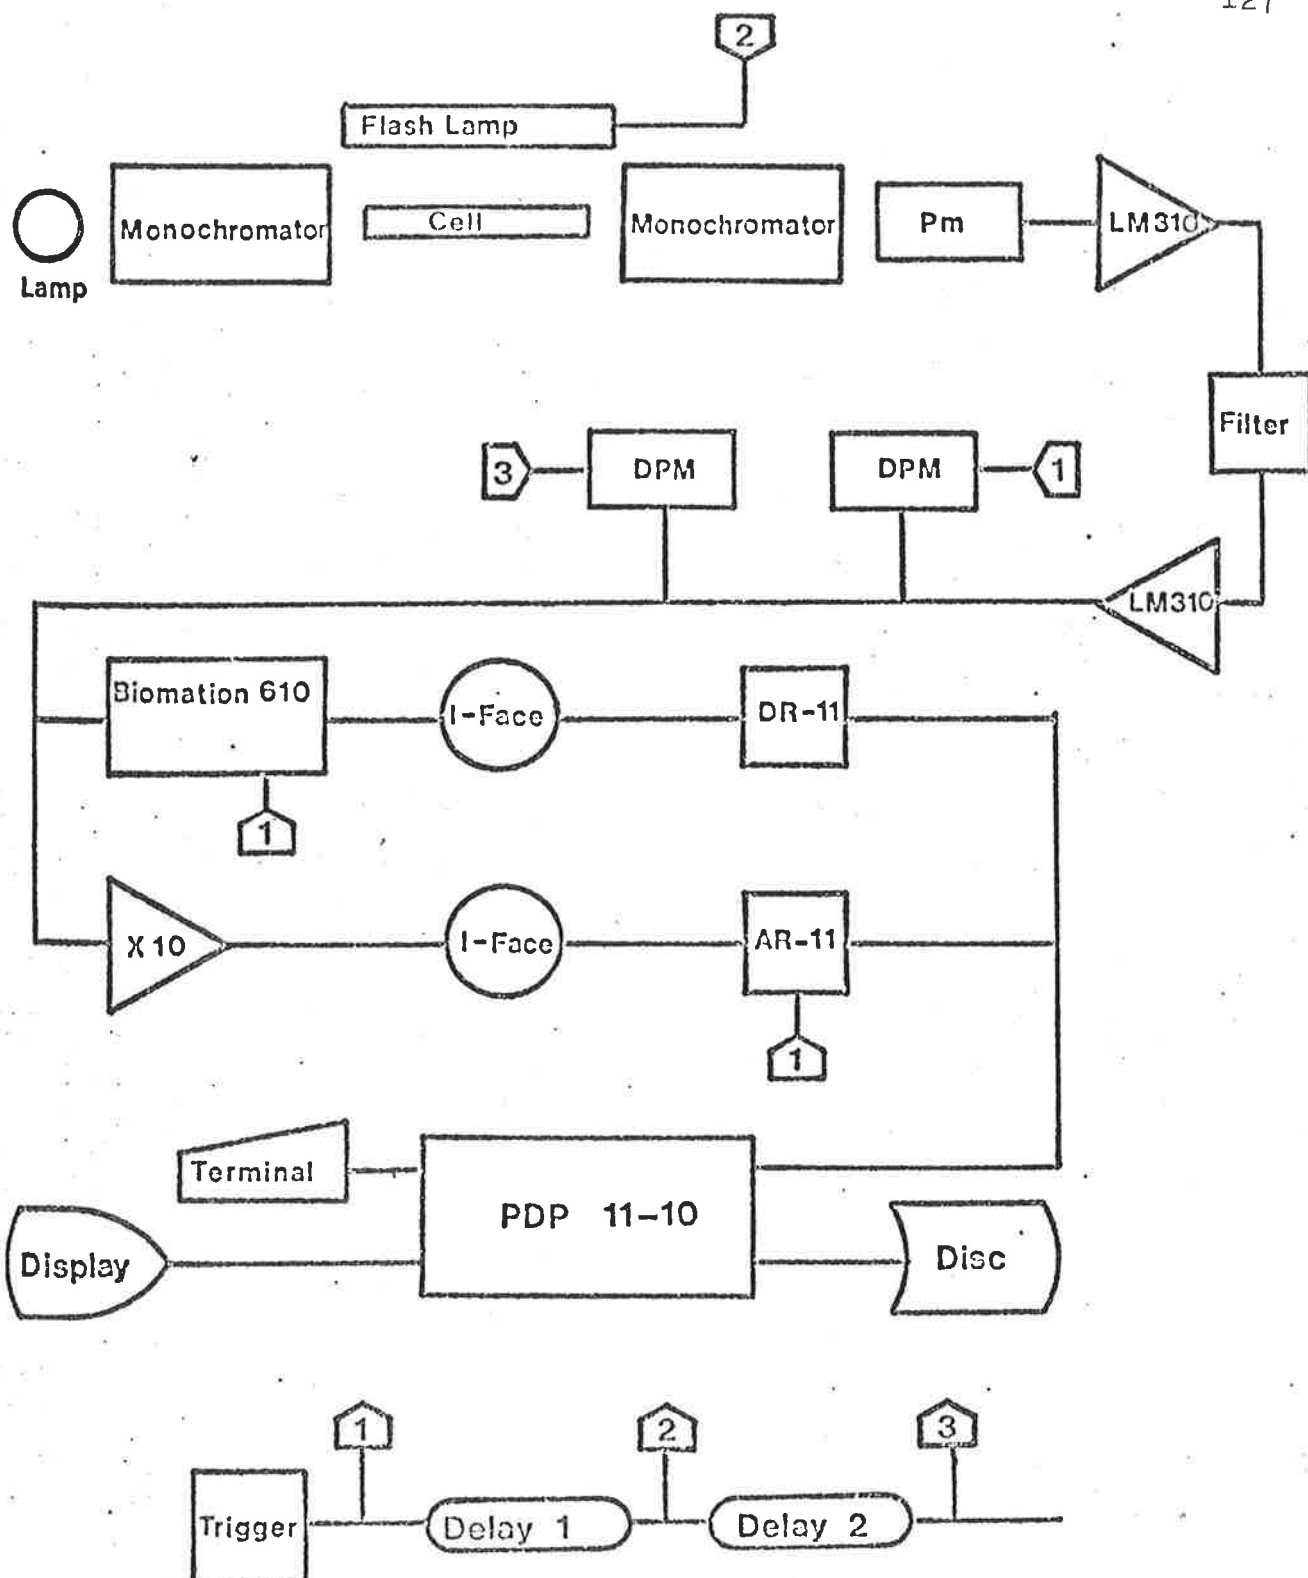 127
2
Flash Lamp
Lamp
Monochromator
Cell
Monochromator
Pm
LM310
Filter
3
DPM
DPM
1
LM310
Biomation 610
I-Face
DR-11
1
X 10
I-Face
AR-11
1
Terminal
PDP 11-10
Display
Disc
1
2
3
Trigger
Delay 1
Delay 2